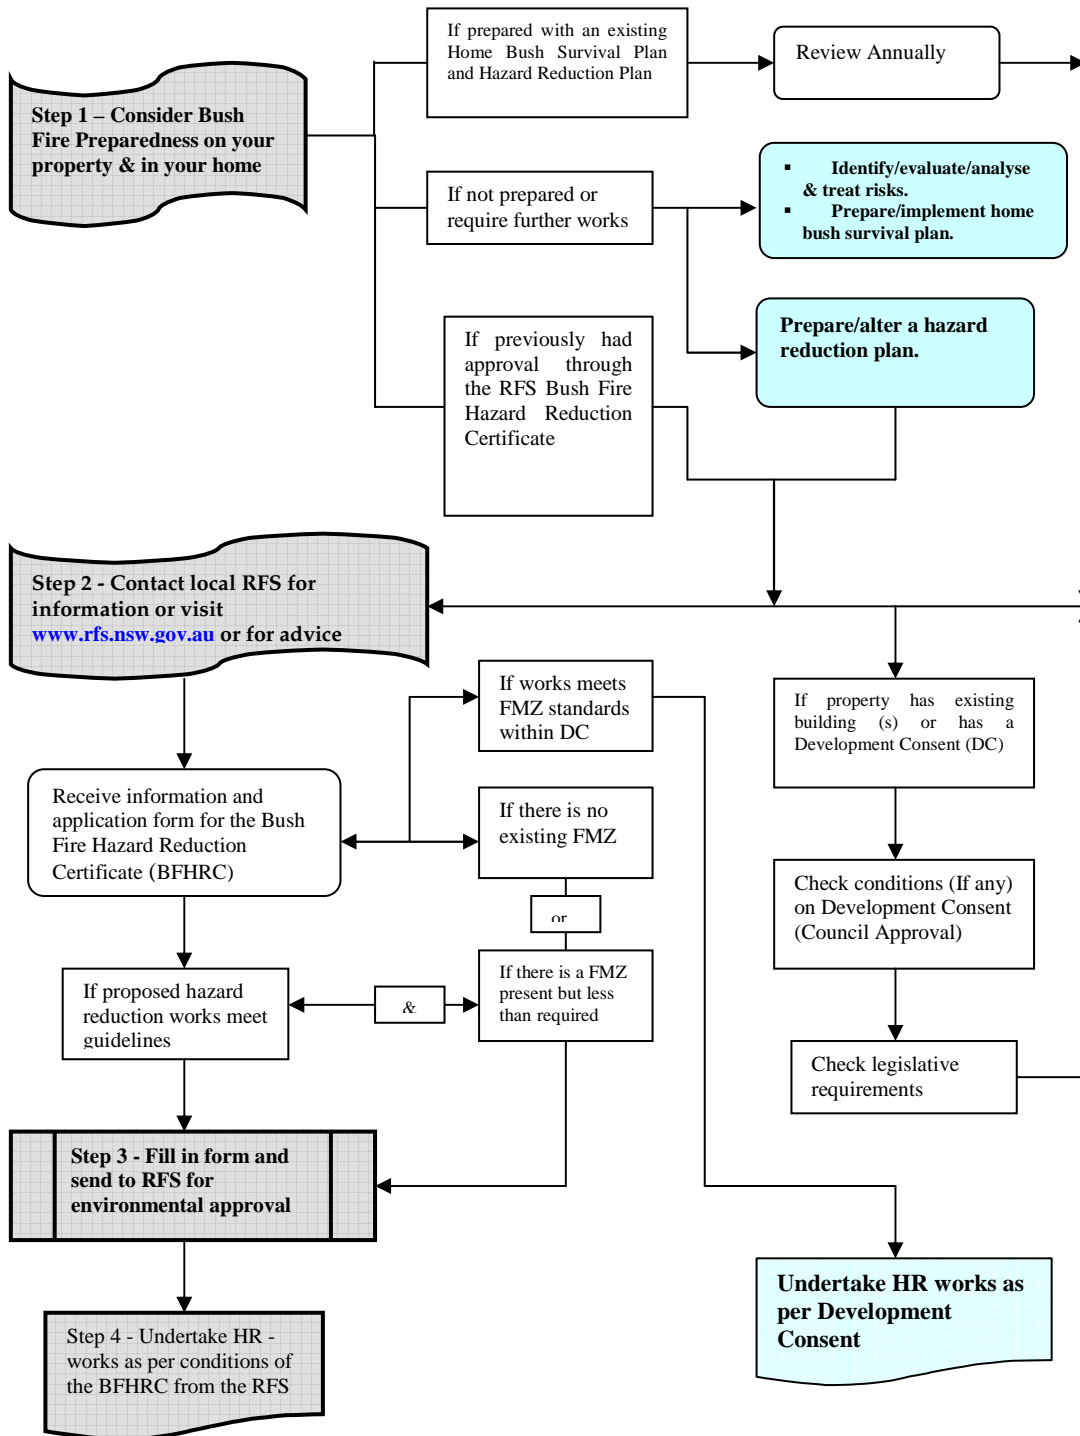 Step 1 – Consider Bush
Fire Preparedness on your
property & in your home
If prepared with an existing
Home Bush Survival Plan
and Hazard Reduction Plan
Review Annually
If not prepared or
require further works
▪ Identify/evaluate/analyse
& treat risks.
▪ Prepare/implement home
bush survival plan.
Prepare/alter a hazard
reduction plan.
If previously had
approval through
the RFS Bush Fire
Hazard Reduction
Certificate
Step 2 - Contact local RFS for
information or visit
www.rfs.nsw.gov.au or for advice
If works meets
FMZ standards
within DC
If property has existing
building (s) or has a
Development Consent (DC)
Receive information and
application form for the Bush
Fire Hazard Reduction
Certificate (BFHRC)
If there is no
existing FMZ
or
Check conditions (If any)
on Development Consent
(Council Approval)
If proposed hazard
reduction works meet
guidelines
&
If there is a FMZ
present but less
than required
Check legislative
requirements
Step 3 - Fill in form and
send to RFS for
environmental approval
Undertake HR works as
per Development
Consent
Step 4 - Undertake HR -
works as per conditions of
the BFHRC from the RFS